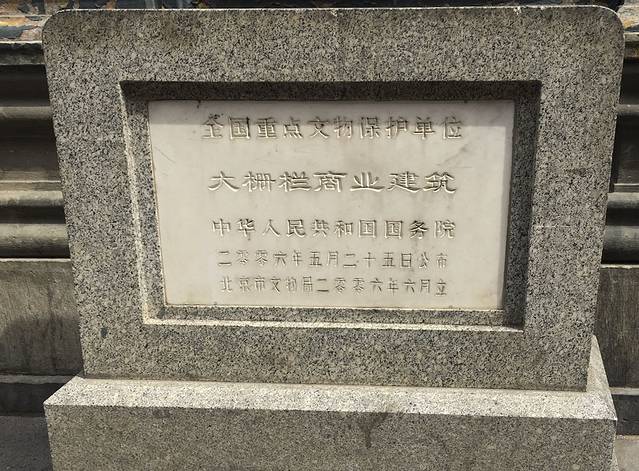 全国重点文物保护单位
大栅栏商业建筑
中华人民共和国国务院
二零零六年五月二十五日公布
北京市文物局二零零六年六月立